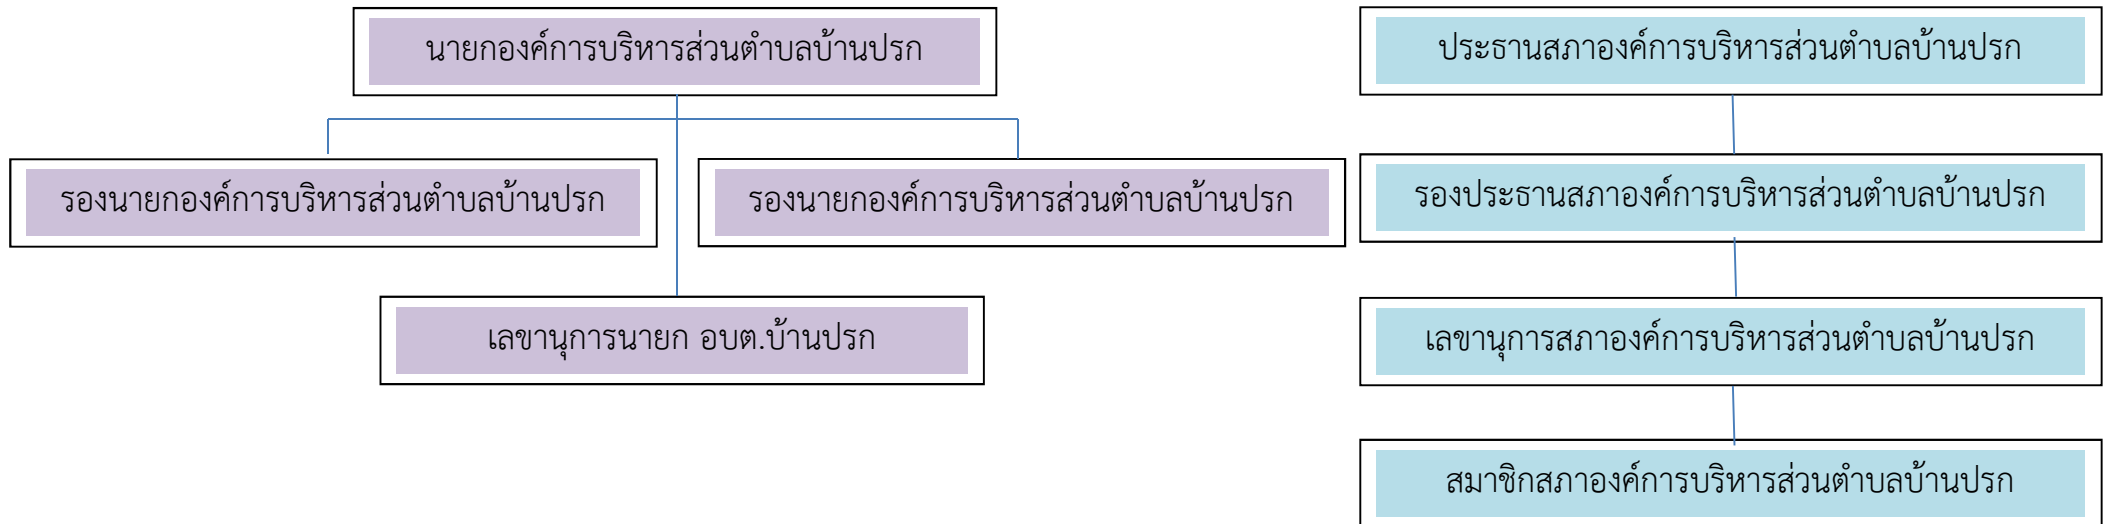 นายกองค์การบริหารส่วนตำบลบ้านปรก
รองนายกองค์การบริหารส่วนตำบลบ้านปรก
รองนายกองค์การบริหารส่วนตำบลบ้านปรก
เลขานุการนายก อบต.บ้านปรก
ประธานสภาองค์การบริหารส่วนตำบลบ้านปรก
รองประธานสภาองค์การบริหารส่วนตำบลบ้านปรก
เลขานุการสภาองค์การบริหารส่วนตำบลบ้านปรก
สมาชิกสภาองค์การบริหารส่วนตำบลบ้านปรก